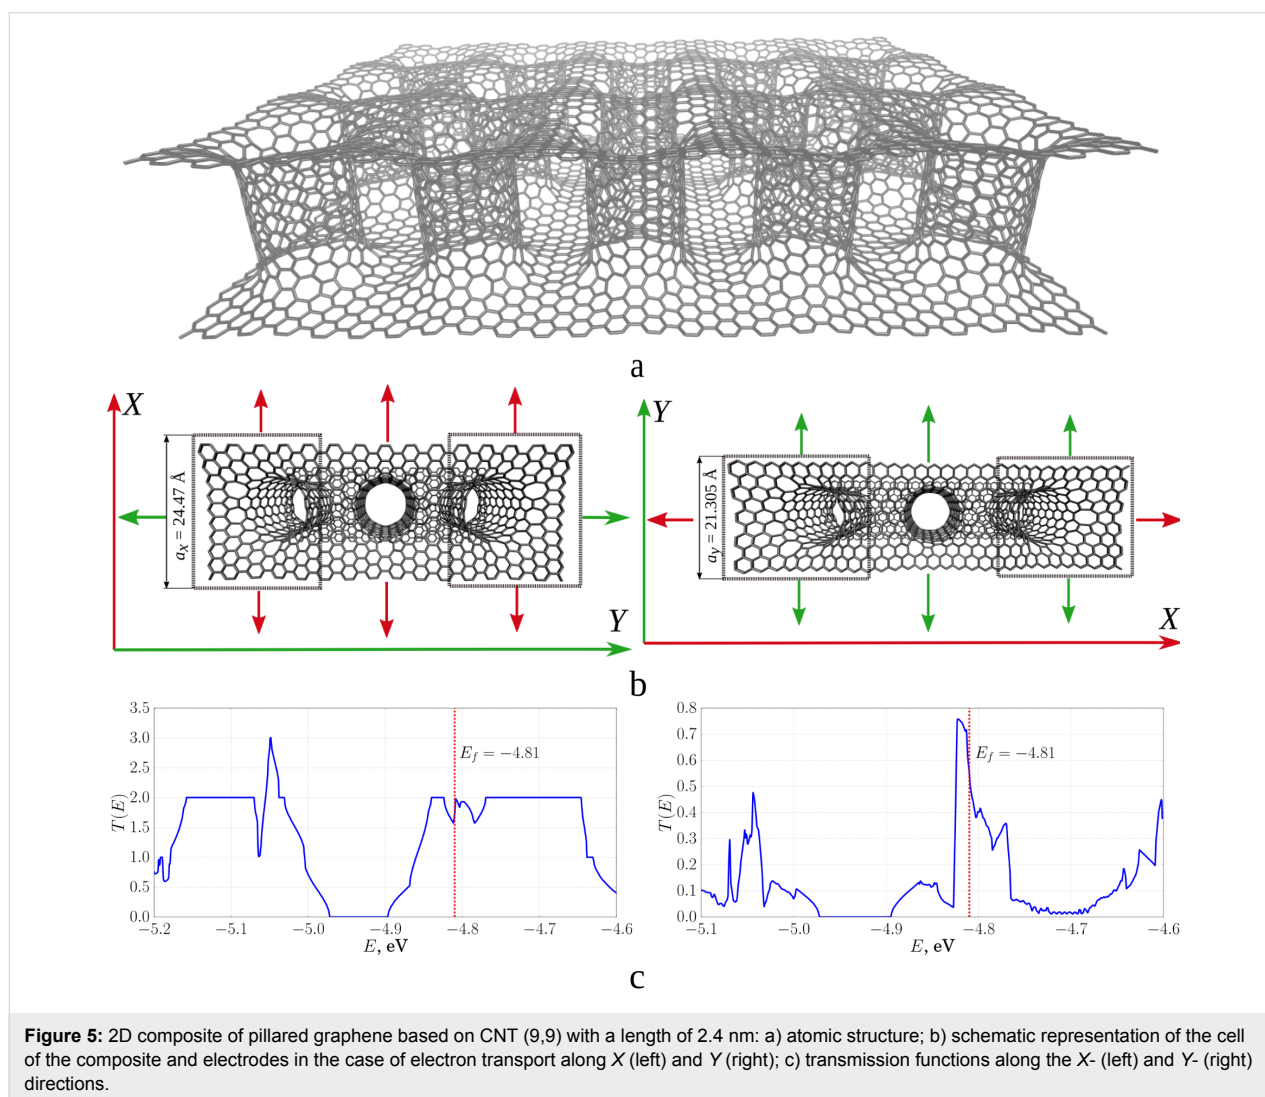 a
X
aₓ = 24.47 Å
Y
Y
a_y = 21.305 Å
X
b
3.5
3.0
2.5
2.0
1.5
1.0
0.5
0.0
T(E)
E_f = −4.81
−5.2 −5.1 −5.0 −4.9 −4.8 −4.7 −4.6
E, eV
0.8
0.7
0.6
0.5
0.4
0.3
0.2
0.1
0.0
T(E)
E_f = −4.81
−5.1 −5.0 −4.9 −4.8 −4.7 −4.6
E, eV
c
Figure 5: 2D composite of pillared graphene based on CNT (9,9) with a length of 2.4 nm: a) atomic structure; b) schematic representation of the cell
of the composite and electrodes in the case of electron transport along X (left) and Y (right); c) transmission functions along the X- (left) and Y- (right)
directions.